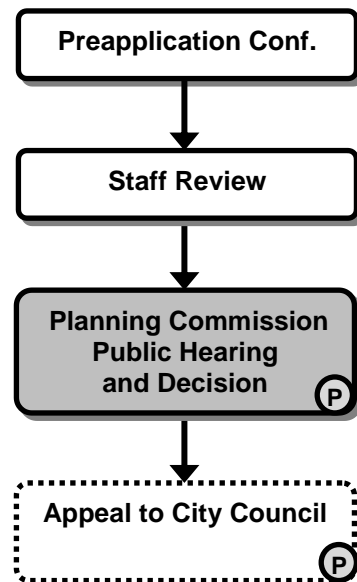 Preapplication Conf.
Staff Review
Planning Commission
Public Hearing
and Decision
P
Appeal to City Council
P